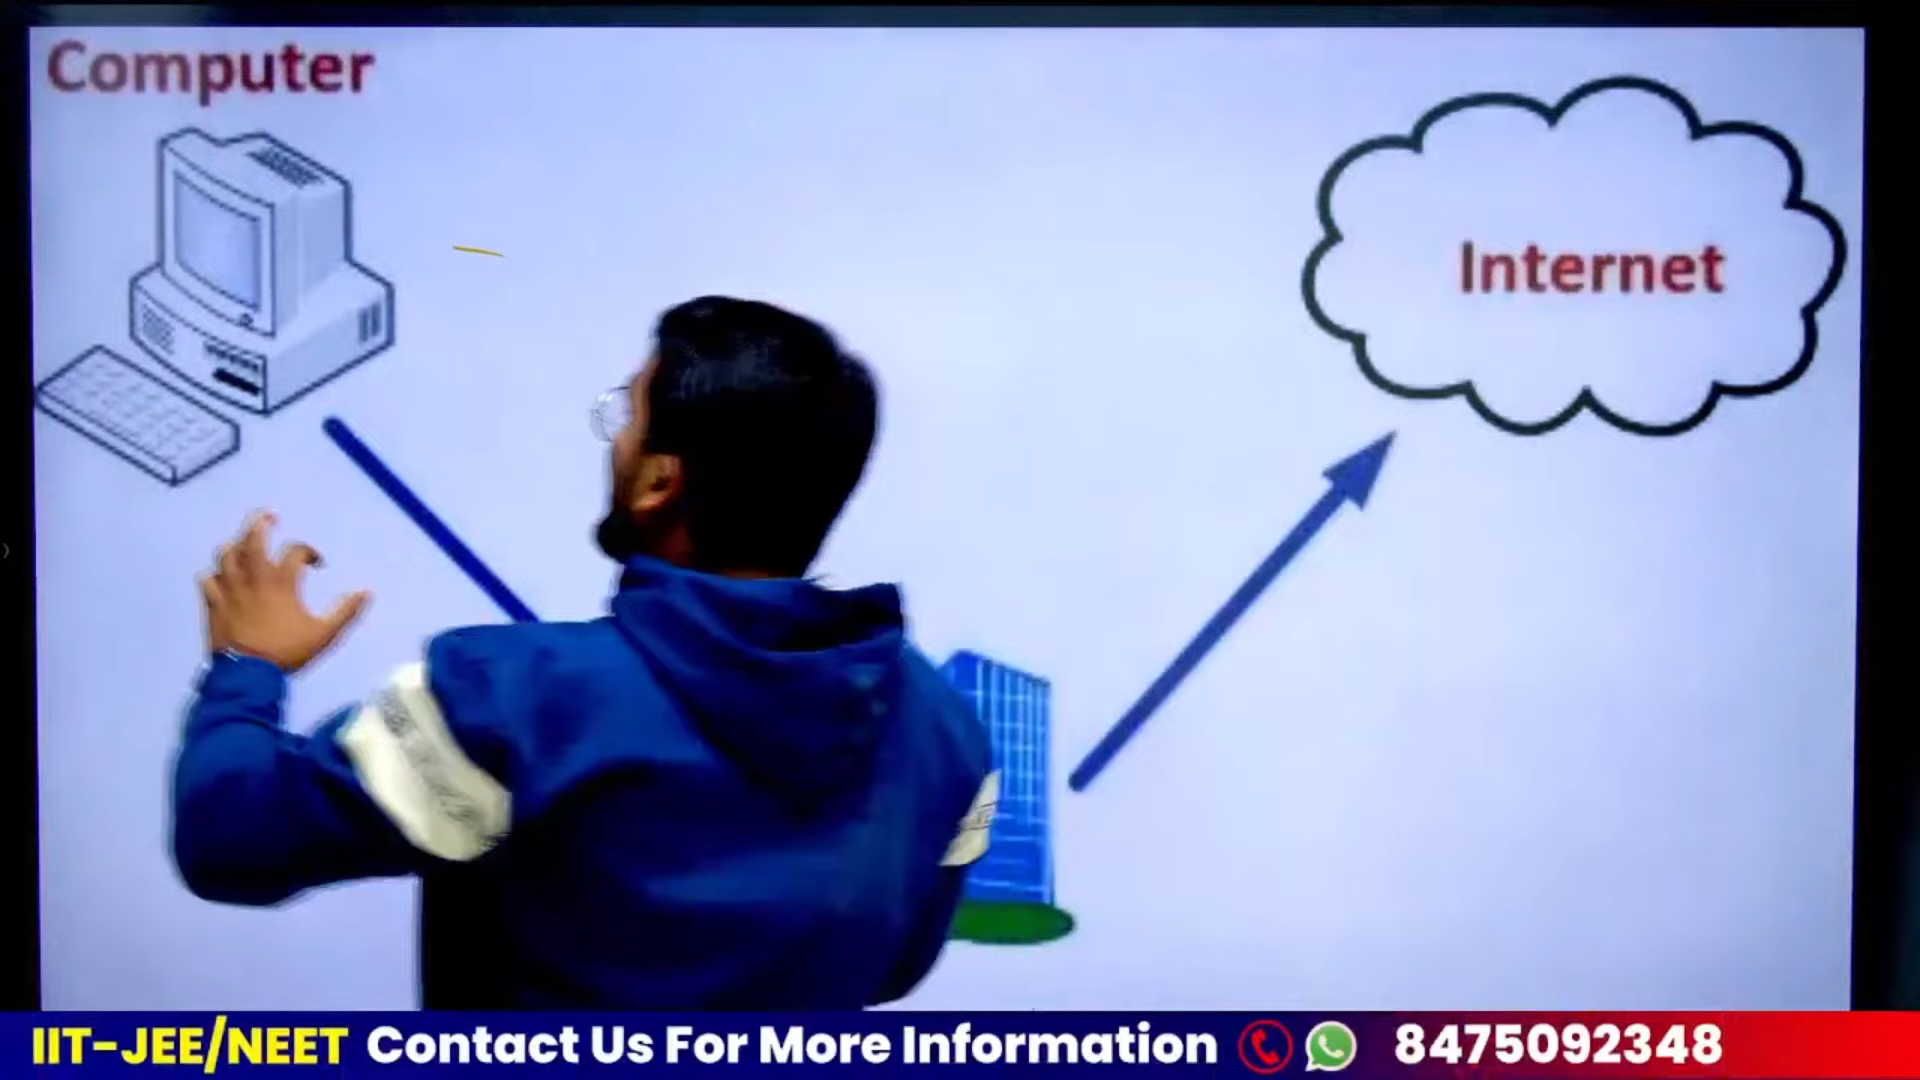 Computer
Internet
IIT-JEE/NEET Contact Us For More Information 8475092348